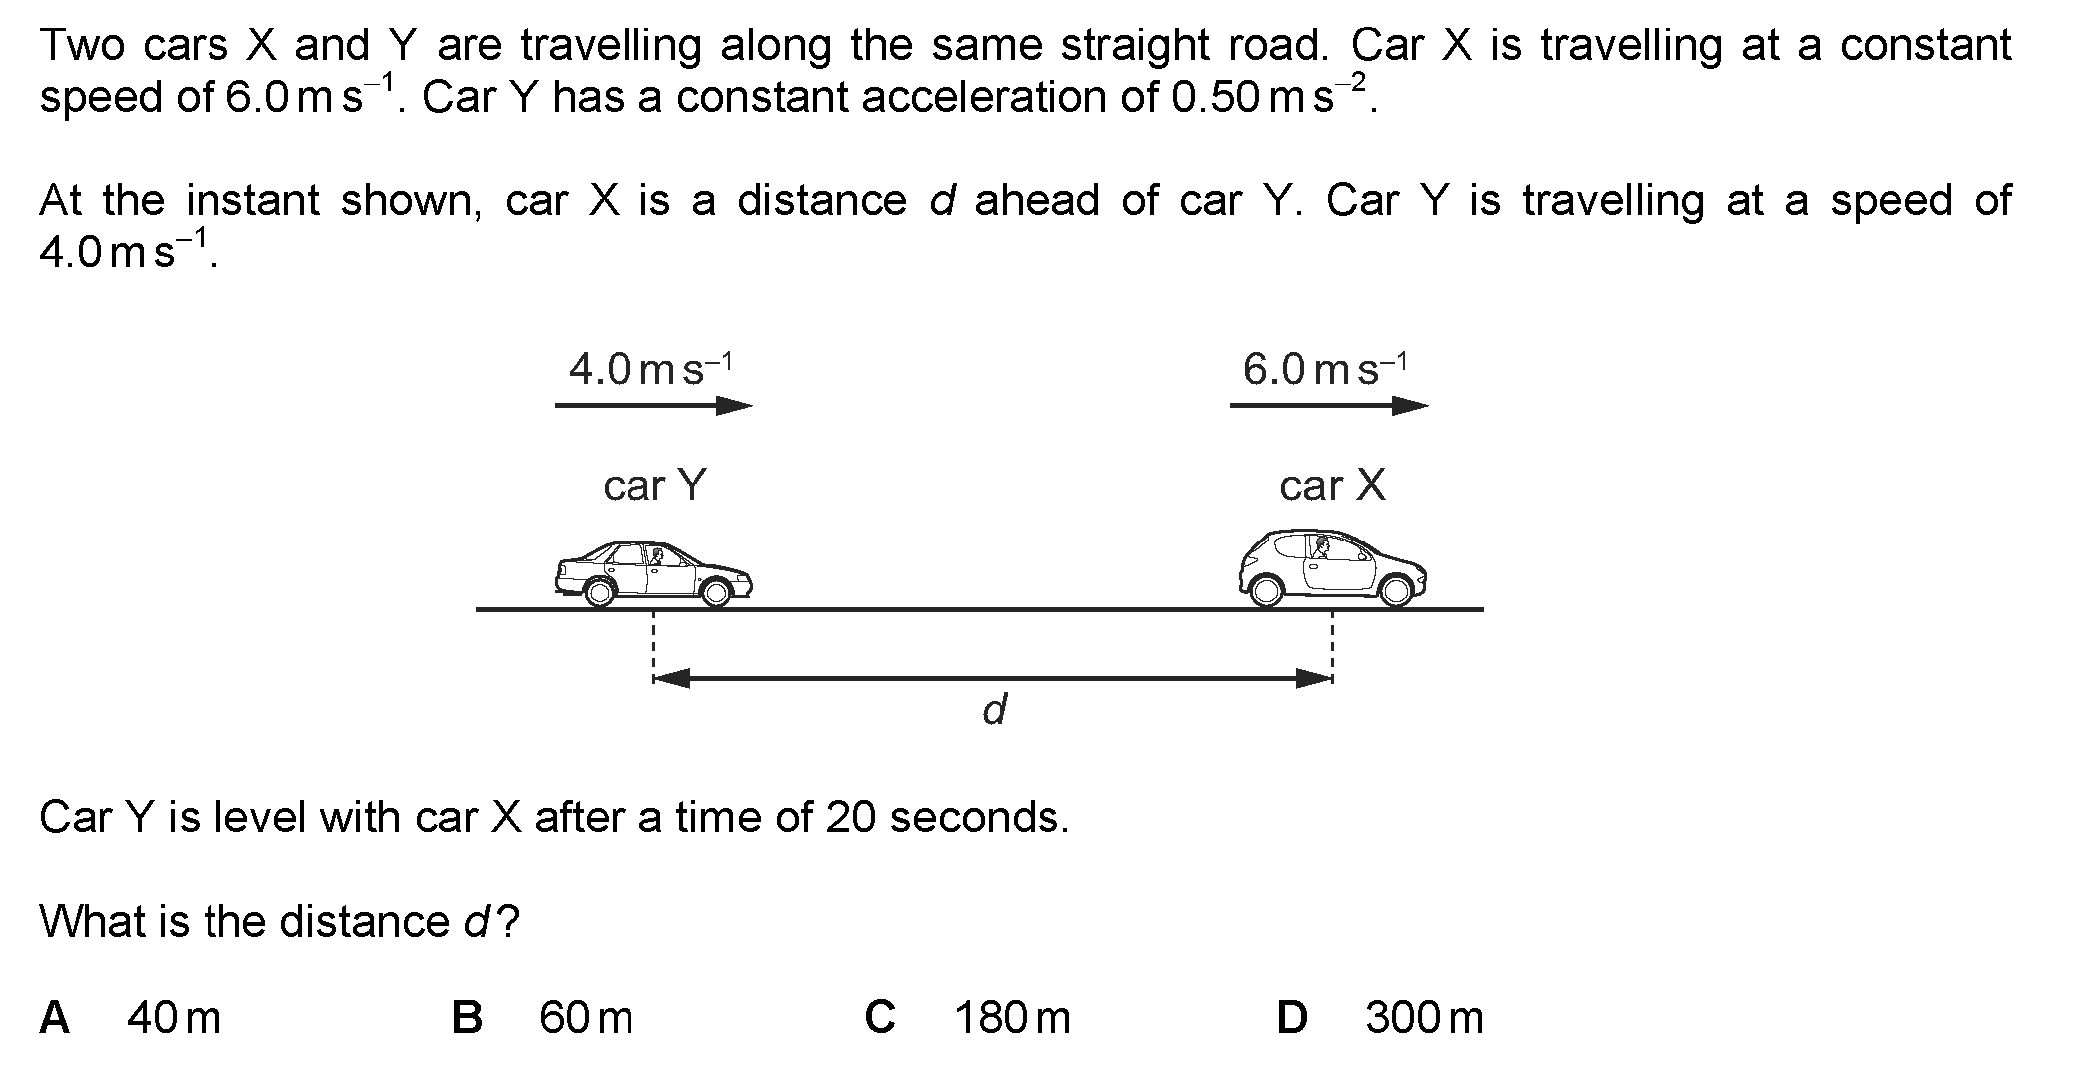 Two cars X and Y are travelling along the same straight road. Car X is travelling at a constant
speed of 6.0 m s⁻¹. Car Y has a constant acceleration of 0.50 m s⁻².
At the instant shown, car X is a distance d ahead of car Y. Car Y is travelling at a speed of
4.0 m s⁻¹.
4.0 m s⁻¹ 6.0 m s⁻¹
car Y car X
d
Car Y is level with car X after a time of 20 seconds.
What is the distance d?
A 40 m B 60 m C 180 m D 300 m